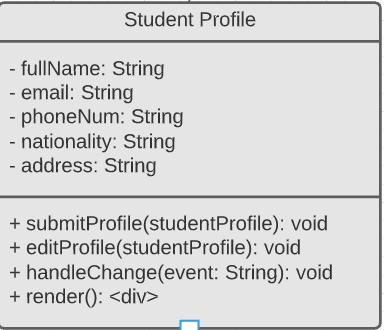 Student Profile
- fullName: String
- email: String
- phoneNum: String
- nationality: String
- address: String
+ submitProfile(studentProfile): void
+ editProfile(studentProfile): void
+ handleChange(event: String): void
+ render(): <div>